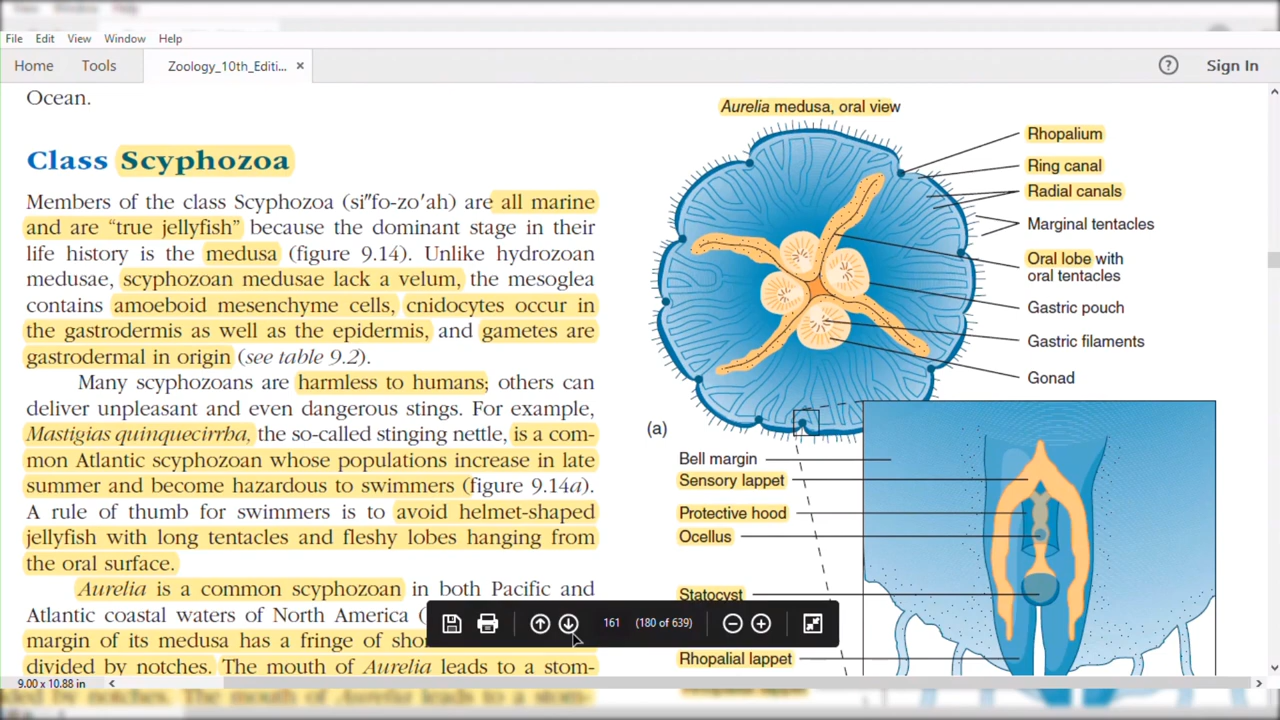 File Edit View Window Help
Home Tools Zoology_10th_Editi... × ? Sign In
Ocean.
Class Scyphozoa
Members of the class Scyphozoa (si″fo-zo′ah) are all marine
and are “true jellyfish” because the dominant stage in their
life history is the medusa (figure 9.14). Unlike hydrozoan
medusae, scyphozoan medusae lack a velum, the mesoglea
contains amoeboid mesenchyme cells, cnidocytes occur in
the gastrodermis as well as the epidermis, and gametes are
gastrodermal in origin (see table 9.2).
Many scyphozoans are harmless to humans; others can
deliver unpleasant and even dangerous stings. For example,
Mastigias quinquecirrha, the so-called stinging nettle, is a com-
mon Atlantic scyphozoan whose populations increase in late
summer and become hazardous to swimmers (figure 9.14a).
A rule of thumb for swimmers is to avoid helmet-shaped
jellyfish with long tentacles and fleshy lobes hanging from
the oral surface.
Aurelia is a common scyphozoan in both Pacific and
Atlantic coastal waters of North America (
margin of its medusa has a fringe of shor
divided by notches. The mouth of Aurelia leads to a stom-
Aurelia medusa, oral view
Rhopalium
Ring canal
Radial canals
Marginal tentacles
Oral lobe with
oral tentacles
Gastric pouch
Gastric filaments
Gonad
(a)
Bell margin
Sensory lappet
Protective hood
Ocellus
Statocyst
Rhopalial lappet
161 (180 of 639)
9.00 x 10.88 in